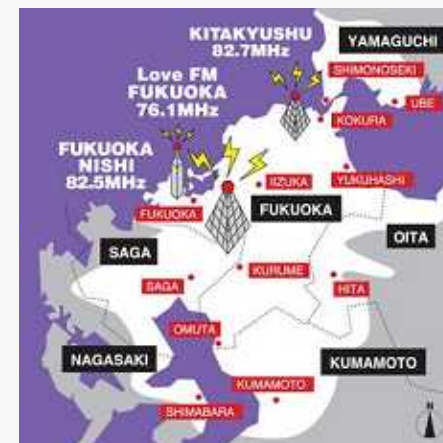 KITAKYUSHU
82.7MHz
YAMAGUCHI
SHIMONOSEKI
Love FM
FUKUOKA
76.1MHz
UBE
KOKURA
FUKUOKA
NISHI
82.5MHz
IIZUKA
YUKUHASHI
FUKUOKA
FUKUOKA
OITA
SAGA
SAGA
KURUME
HITA
OMUTA
NAGASAKI
KUMAMOTO
KUMAMOTO
SHIMABARA
N